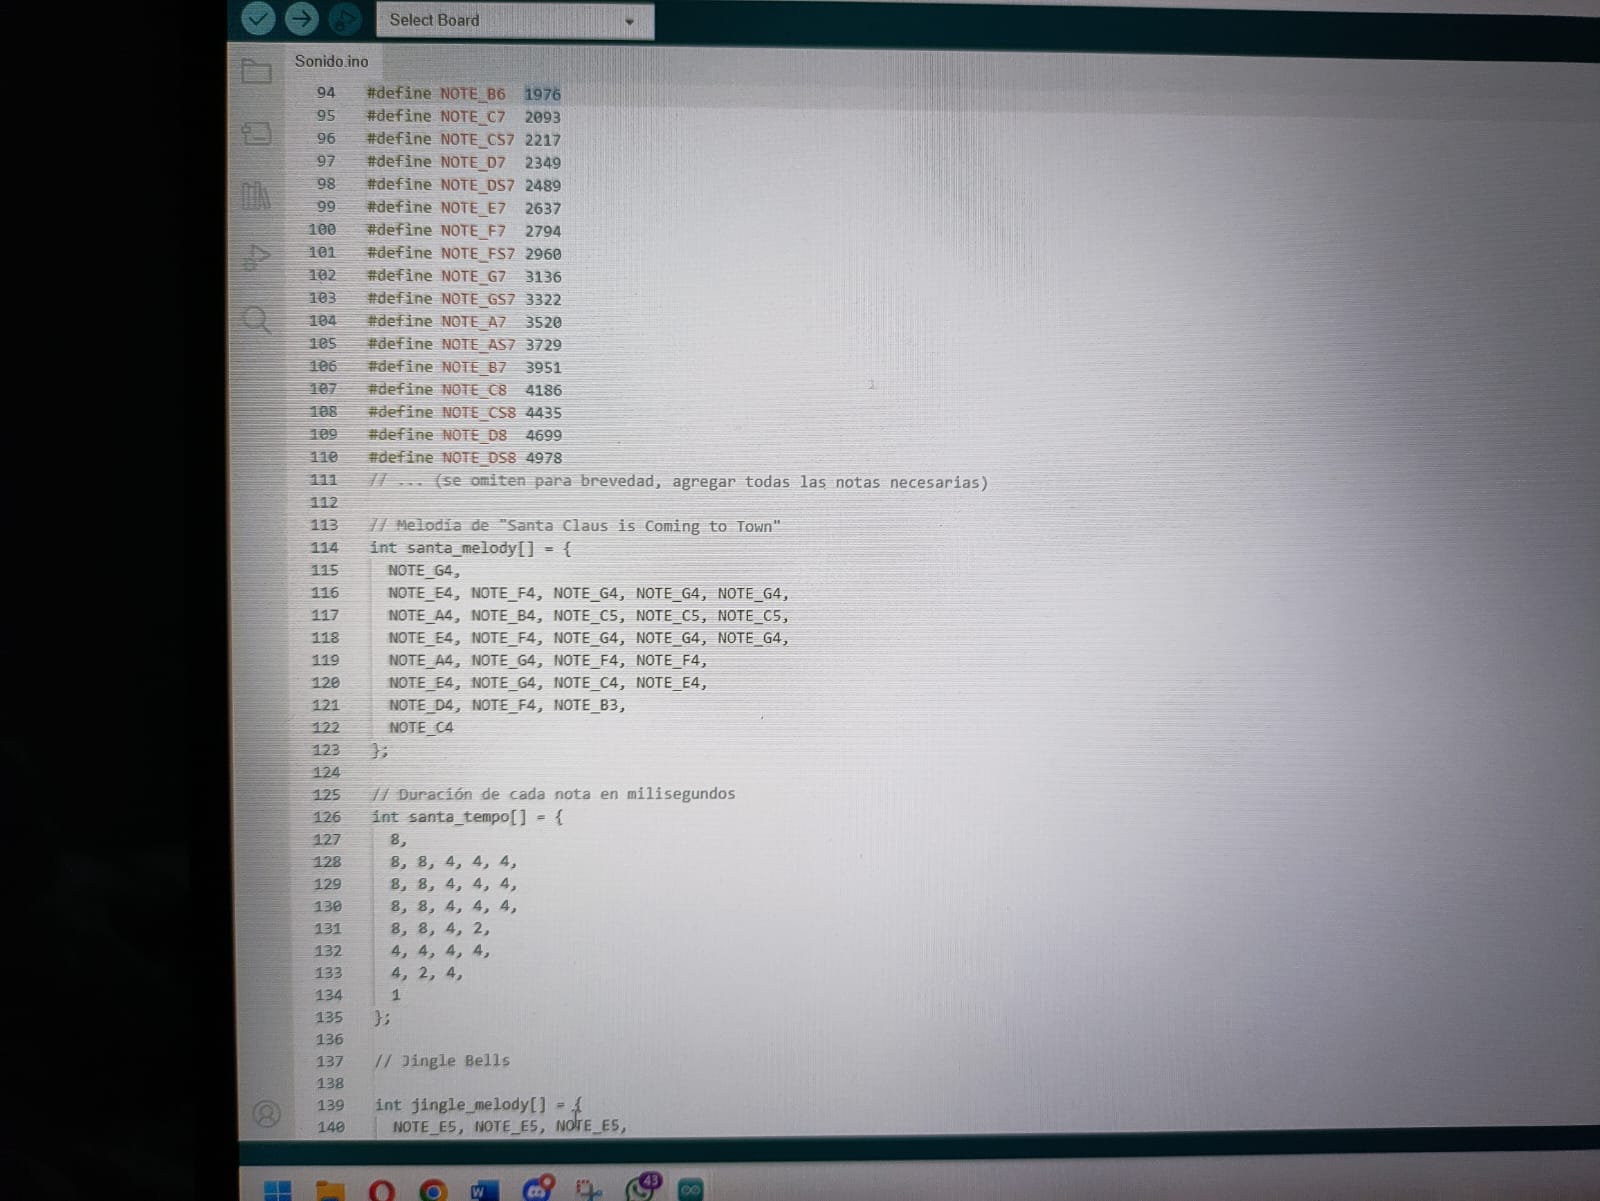 Select Board
Sonido.ino
94 #define NOTE_B6 1976
95 #define NOTE_C7 2093
96 #define NOTE_CS7 2217
97 #define NOTE_D7 2349
98 #define NOTE_DS7 2489
99 #define NOTE_E7 2637
100 #define NOTE_F7 2794
101 #define NOTE_FS7 2960
102 #define NOTE_G7 3136
103 #define NOTE_GS7 3322
104 #define NOTE_A7 3520
105 #define NOTE_AS7 3729
106 #define NOTE_B7 3951
107 #define NOTE_C8 4186
108 #define NOTE_CS8 4435
109 #define NOTE_D8 4699
110 #define NOTE_DS8 4978
111 // ... (se omiten para brevedad, agregar todas las notas necesarias)
112
113 // Melodía de "Santa Claus is Coming to Town"
114 int santa_melody[] = {
115 NOTE_G4,
116 NOTE_E4, NOTE_F4, NOTE_G4, NOTE_G4, NOTE_G4,
117 NOTE_A4, NOTE_B4, NOTE_C5, NOTE_C5, NOTE_C5,
118 NOTE_E4, NOTE_F4, NOTE_G4, NOTE_G4, NOTE_G4,
119 NOTE_A4, NOTE_G4, NOTE_F4, NOTE_F4,
120 NOTE_E4, NOTE_G4, NOTE_C4, NOTE_E4,
121 NOTE_D4, NOTE_F4, NOTE_B3,
122 NOTE_C4
123 };
124
125 // Duración de cada nota en milisegundos
126 int santa_tempo[] = {
127 8,
128 8, 8, 4, 4, 4,
129 8, 8, 4, 4, 4,
130 8, 8, 4, 4, 4,
131 8, 8, 4, 2,
132 4, 4, 4, 4,
133 4, 2, 4,
134 1
135 };
136
137 // Jingle Bells
138
139 int jingle_melody[] = {
140 NOTE_E5, NOTE_E5, NOTE_E5,
W 43